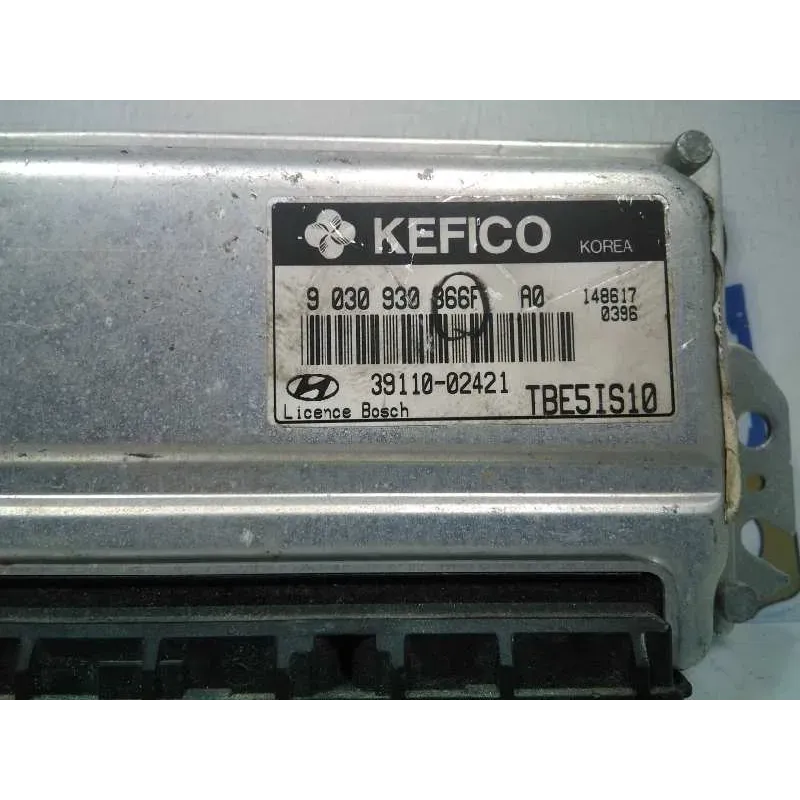 KEFICO KOREA
9 030 930 866F A0 148617
0396
39110-02421 TBE5IS10
Licence Bosch